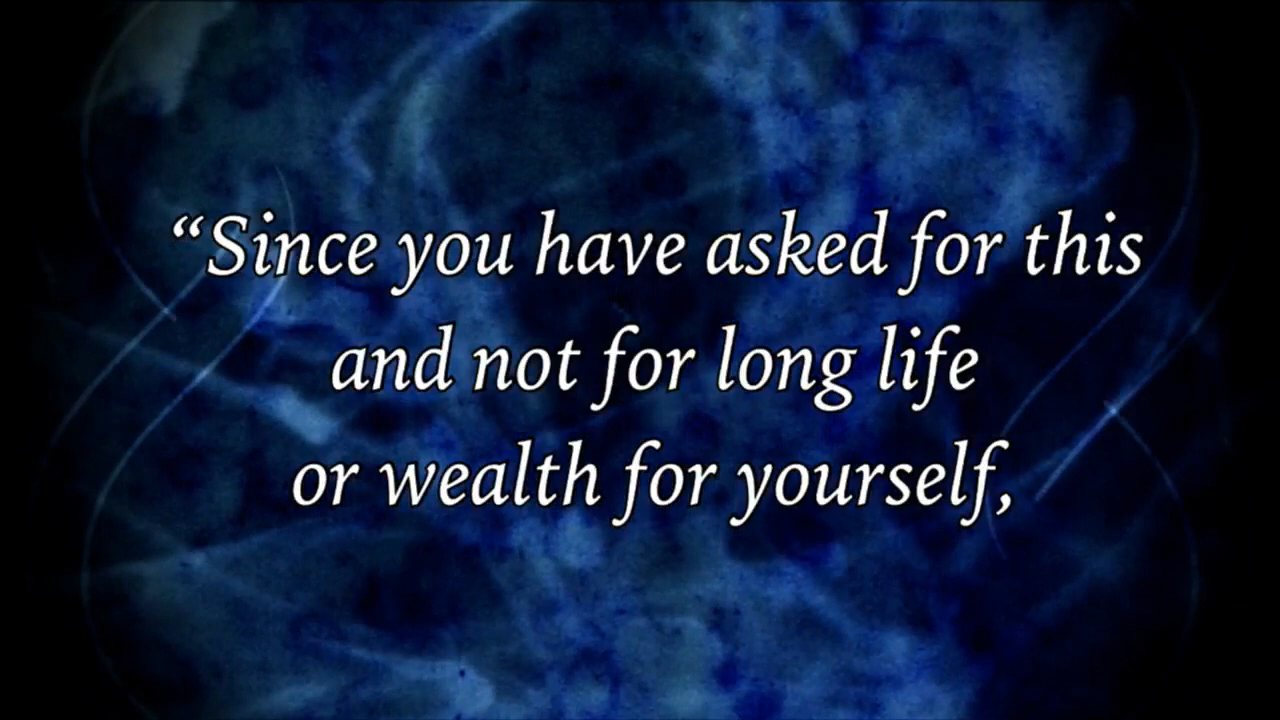 “Since you have asked for this
and not for long life
or wealth for yourself,